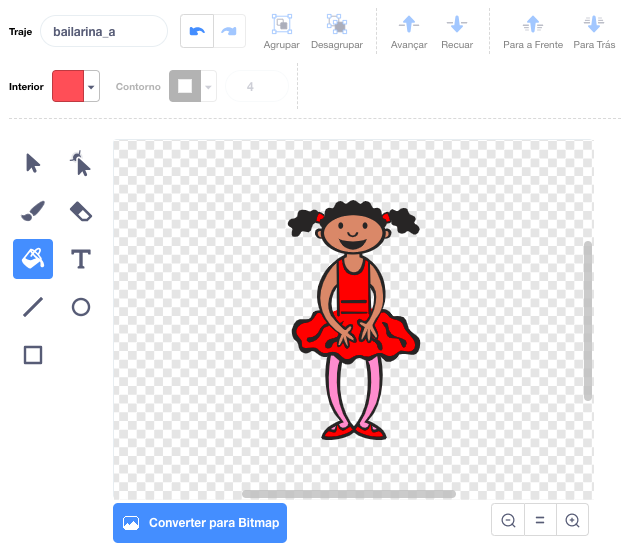 Traje
bailarina_a
Agrupar
Desagrupar
Avançar
Recuar
Para a Frente
Para Trás
Interior
Contorno
4
Converter para Bitmap